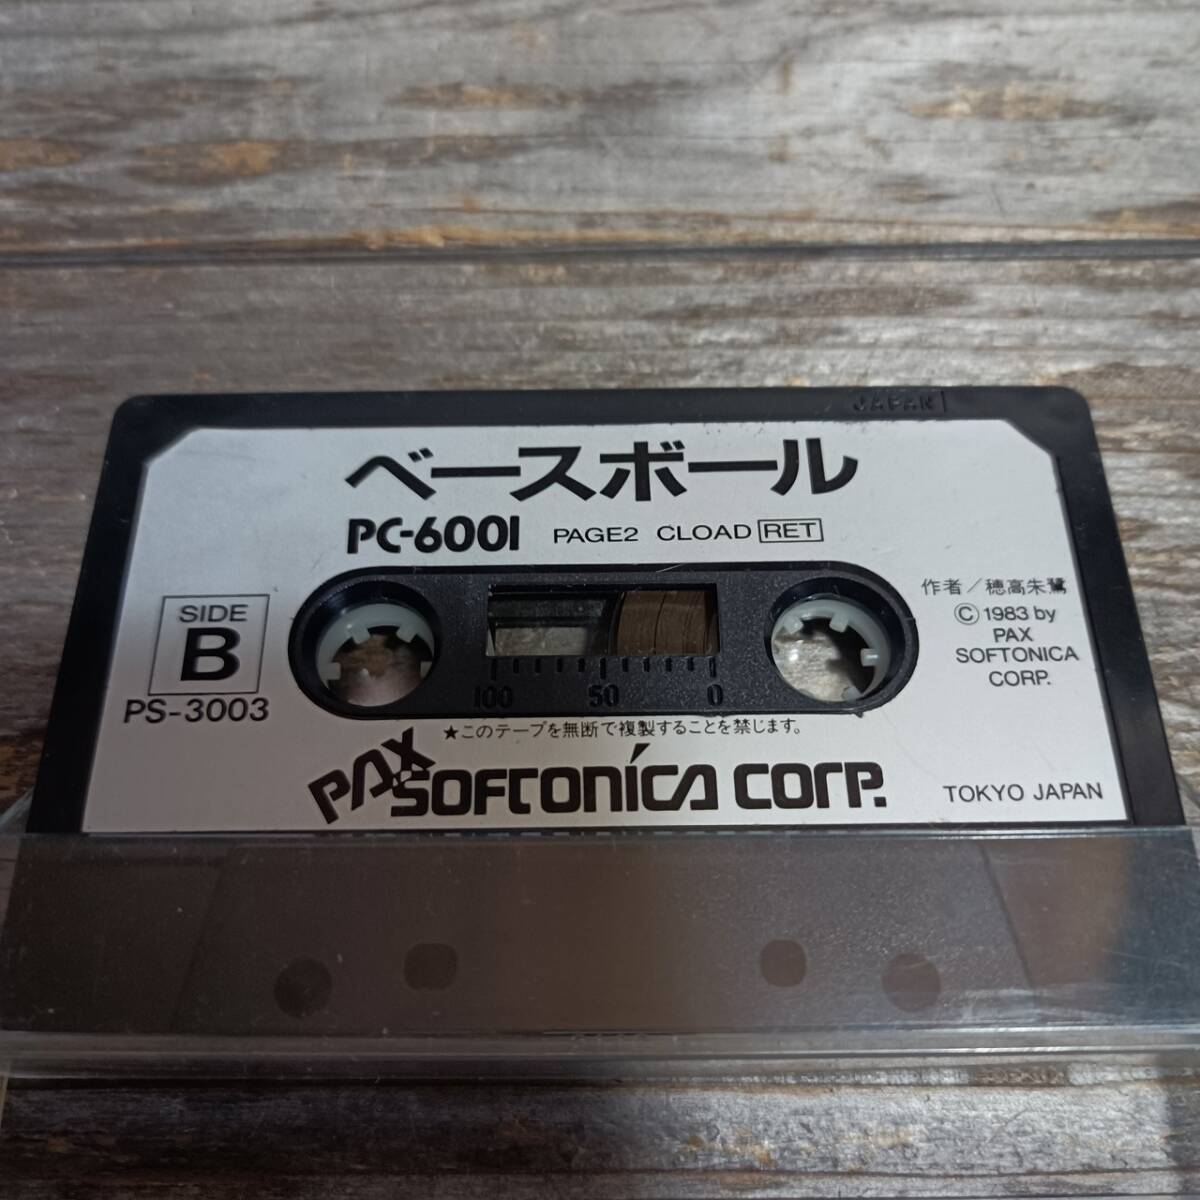 JAPAN
ベースボール
PC-6001 PAGE2 CLOAD RET
SIDE
B
PS-3003
100 50 0
作者/穂高朱鷺
© 1983 by
PAX
SOFTONICA
CORP.
★このテープを無断で複製することを禁じます。
PAX SOFTONICA CORP.
TOKYO JAPAN